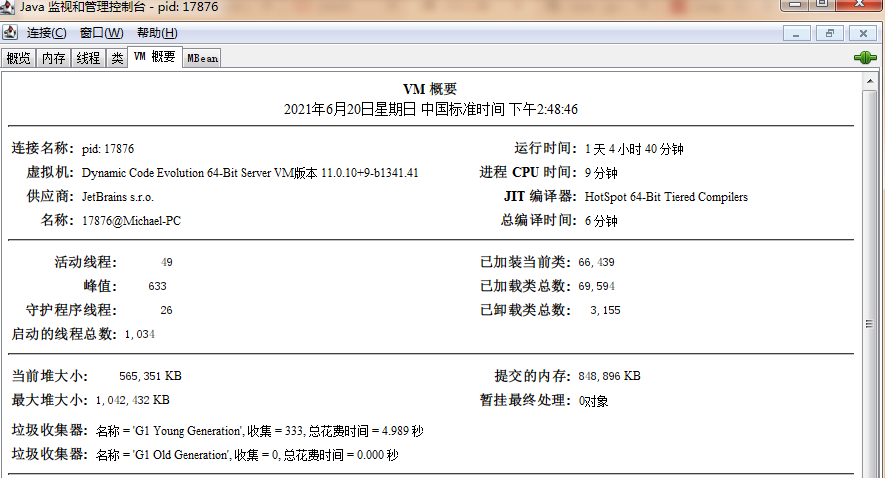 Java 监视和管理控制台 - pid: 17876
连接(C) 窗口(W) 帮助(H)
概览 内存 线程 类 VM 概要 MBean
VM 概要
2021年6月20日星期日 中国标准时间 下午2:48:46
连接名称: pid: 17876 运行时间: 1 天 4 小时 40 分钟
虚拟机: Dynamic Code Evolution 64-Bit Server VM版本 11.0.10+9-b1341.41 进程 CPU 时间: 9 分钟
供应商: JetBrains s.r.o. JIT 编译器: HotSpot 64-Bit Tiered Compilers
名称: 17876@Michael-PC 总编译时间: 6 分钟
活动线程: 49 已加装当前类: 66,439
峰值: 633 已加载类总数: 69,594
守护程序线程: 26 已卸载类总数: 3,155
启动的线程总数: 1,034
当前堆大小: 565,351 KB 提交的内存: 848,896 KB
最大堆大小: 1,042,432 KB 暂挂最终处理: 0对象
垃圾收集器: 名称 = 'G1 Young Generation', 收集 = 333, 总花费时间 = 4.989 秒
垃圾收集器: 名称 = 'G1 Old Generation', 收集 = 0, 总花费时间 = 0.000 秒